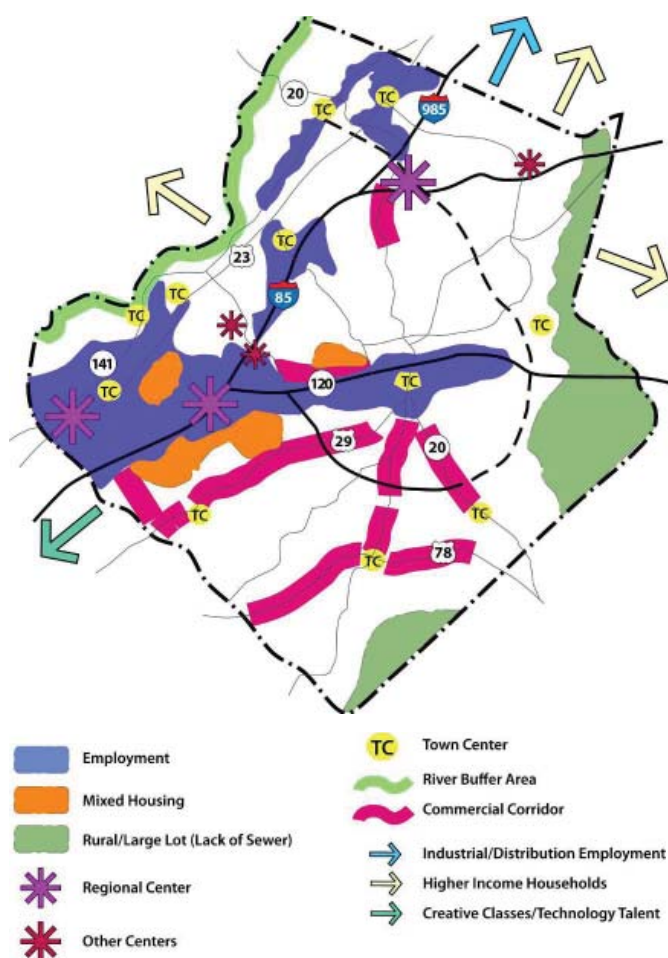 TC
20
TC
985
TC
23
85
TC
TC
TC
141
TC
120
TC
29
20
TC
TC
78
TC
Employment
Mixed Housing
Rural/Large Lot (Lack of Sewer)
Regional Center
Other Centers
TC Town Center
River Buffer Area
Commercial Corridor
Industrial/Distribution Employment
Higher Income Households
Creative Classes/Technology Talent